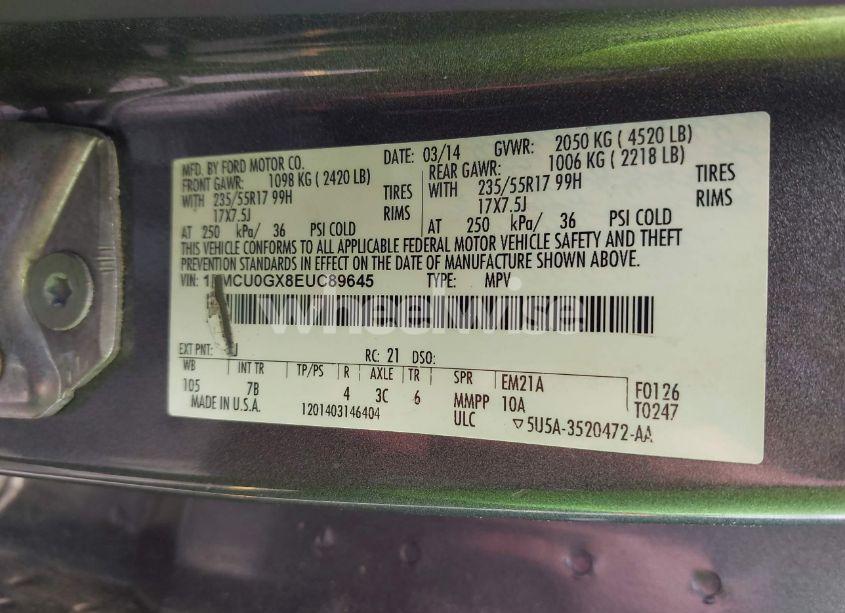 MFD. BY FORD MOTOR CO. DATE: 03/14 GVWR: 2050 KG ( 4520 LB)
FRONT GAWR: 1098 KG ( 2420 LB) REAR GAWR: 1006 KG ( 2218 LB)
WITH 235/55R17 99H TIRES WITH 235/55R17 99H TIRES
17X7.5J RIMS 17X7.5J RIMS
AT 250 kPa/ 36 PSI COLD AT 250 kPa/ 36 PSI COLD
THIS VEHICLE CONFORMS TO ALL APPLICABLE FEDERAL MOTOR VEHICLE SAFETY AND THEFT
PREVENTION STANDARDS IN EFFECT ON THE DATE OF MANUFACTURE SHOWN ABOVE.
VIN: TYPE: MPV
wheelwise
EXT PNT: RC: 21 DSO:
WB INT TR TP/PS R AXLE TR SPR EM21A F0126
105 7B 4 3C 6 MMPP 10A T0247
MADE IN U.S.A. 1201403146404 ULC ▽5U5A-3520472-AA